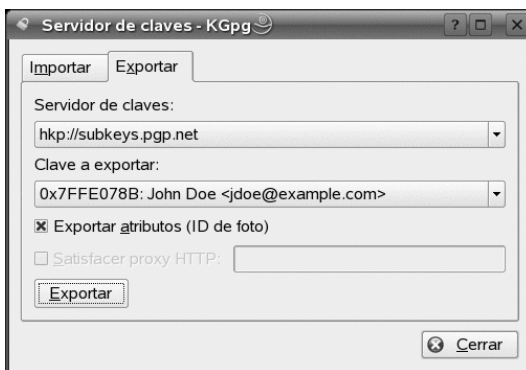 Servidor de claves - KGpg
Importar Exportar
Servidor de claves:
hkp://subkeys.pgp.net
Clave a exportar:
0x7FFE078B: John Doe <jdoe@example.com>
Exportar atributos (ID de foto)
Satisfacer proxy HTTP:
Exportar
Cerrar